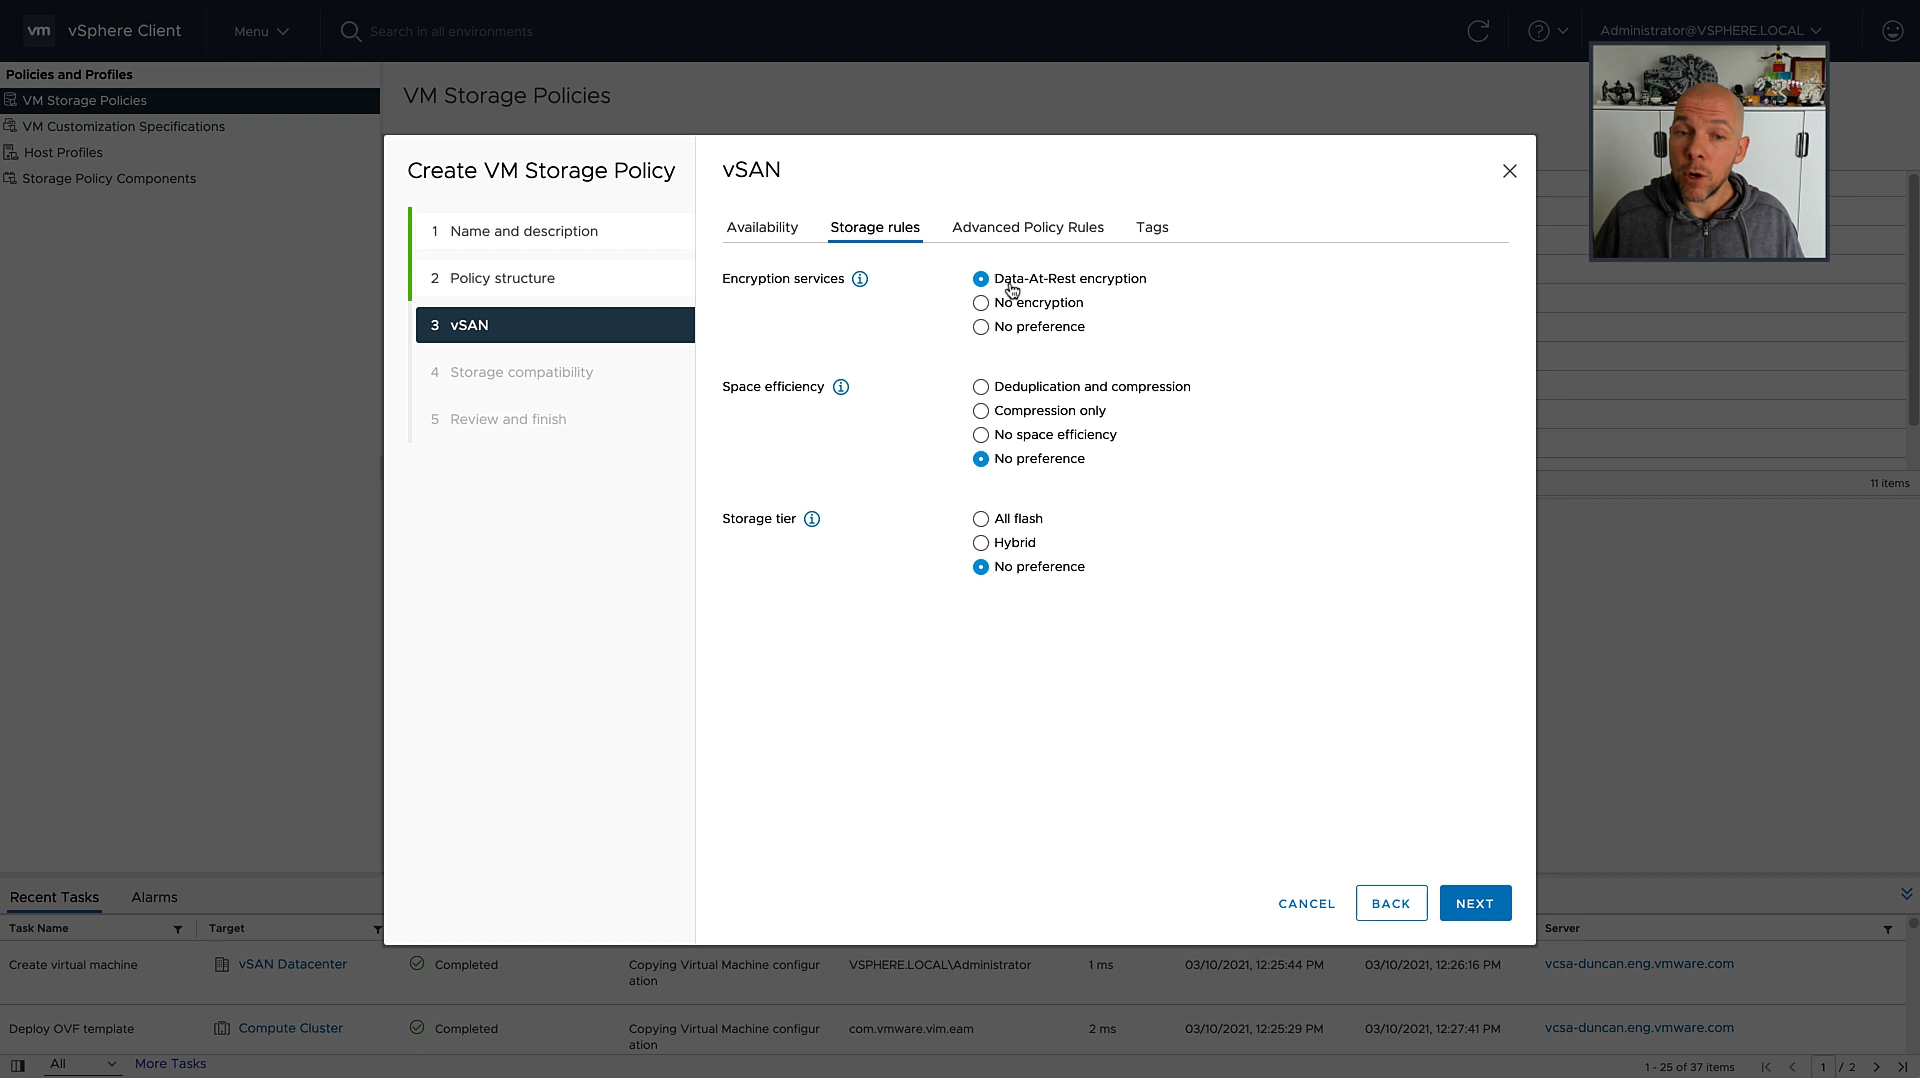 vm vSphere Client Menu Search in all environments Administrator@VSPHERE.LOCAL
Policies and Profiles
VM Storage Policies
VM Customization Specifications
Host Profiles
Storage Policy Components
VM Storage Policies
11 items
Create VM Storage Policy
1 Name and description
2 Policy structure
3 vSAN
4 Storage compatibility
5 Review and finish
vSAN
Availability Storage rules Advanced Policy Rules Tags
Encryption services
Data-At-Rest encryption
No encryption
No preference
Space efficiency
Deduplication and compression
Compression only
No space efficiency
No preference
Storage tier
All flash
Hybrid
No preference
CANCEL BACK NEXT
Recent Tasks Alarms
Task Name Target Server
Create virtual machine vSAN Datacenter Completed Copying Virtual Machine configur VSPHERE.LOCAL\Administrator 1 ms 03/10/2021, 12:25:44 PM 03/10/2021, 12:26:16 PM vcsa-duncan.eng.vmware.com
ation
Deploy OVF template Compute Cluster Completed Copying Virtual Machine configur com.vmware.vim.eam 2 ms 03/10/2021, 12:25:29 PM 03/10/2021, 12:27:41 PM vcsa-duncan.eng.vmware.com
ation
All More Tasks 1 - 25 of 37 items 1 / 2